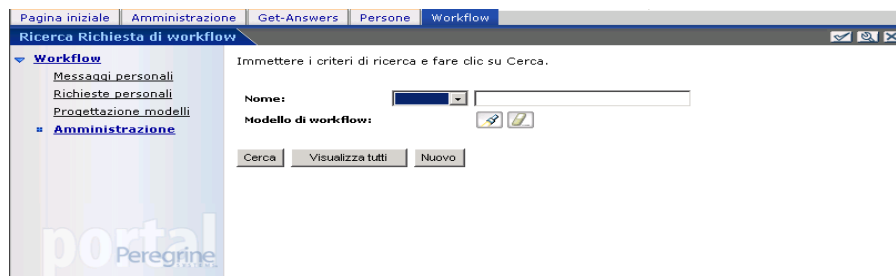 Pagina iniziale Amministrazione Get-Answers Persone Workflow
Ricerca Richiesta di workflow
Workflow
Messaggi personali
Richieste personali
Progettazione modelli
Amministrazione
Immettere i criteri di ricerca e fare clic su Cerca.
Nome:
Modello di workflow:
Cerca Visualizza tutti Nuovo
portal
Peregrine